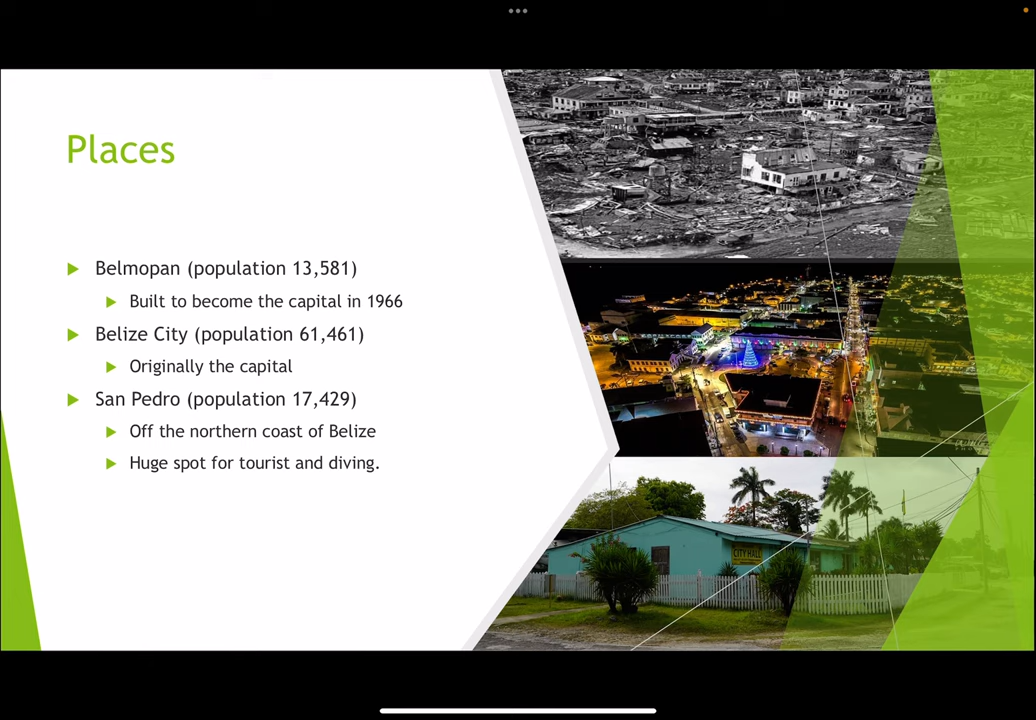 Places
Belmopan (population 13,581)
Built to become the capital in 1966
Belize City (population 61,461)
Originally the capital
San Pedro (population 17,429)
Off the northern coast of Belize
Huge spot for tourist and diving.
CITY HALL